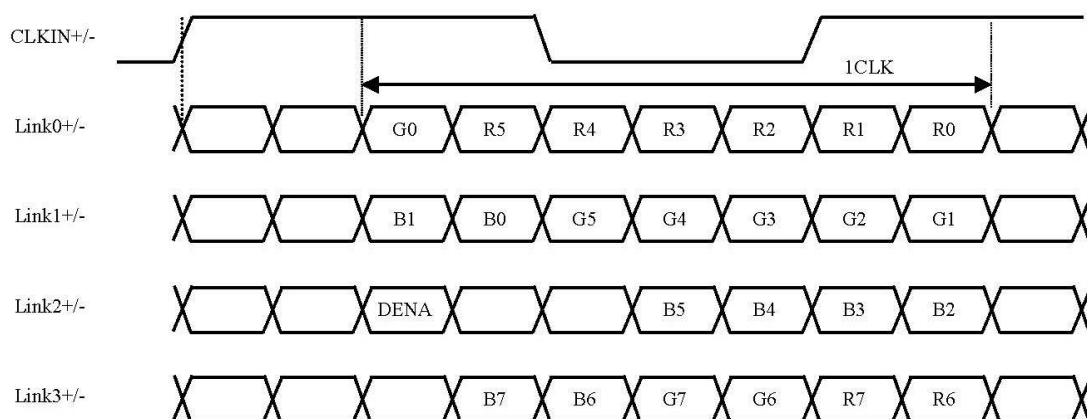 CLKIN+/-
1CLK
Link0+/- G0 R5 R4 R3 R2 R1 R0
Link1+/- B1 B0 G5 G4 G3 G2 G1
Link2+/- DENA B5 B4 B3 B2
Link3+/- B7 B6 G7 G6 R7 R6